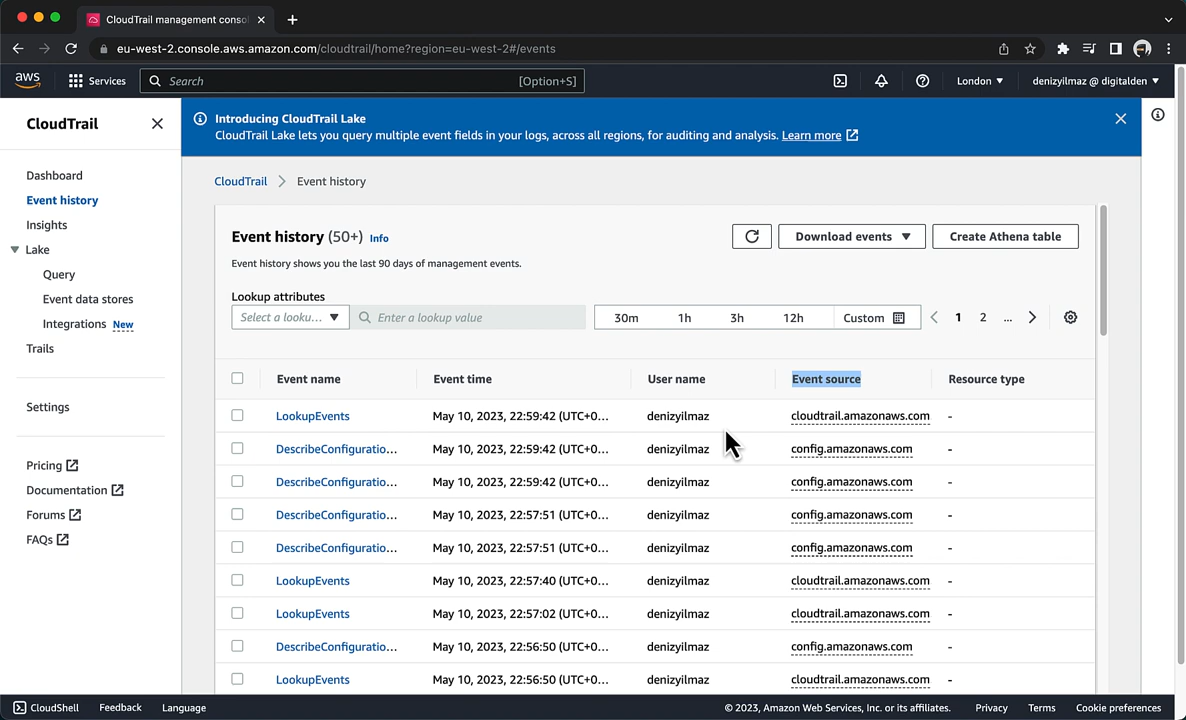 CloudTrail management consol
eu-west-2.console.aws.amazon.com/cloudtrail/home?region=eu-west-2#/events
aws Services Search [Option+S] London denizyilmaz @ digitalden
CloudTrail
Dashboard
Event history
Insights
Lake
Query
Event data stores
Integrations New
Trails
Settings
Pricing
Documentation
Forums
FAQs
Introducing CloudTrail Lake
CloudTrail Lake lets you query multiple event fields in your logs, across all regions, for auditing and analysis. Learn more
CloudTrail Event history
Event history (50+) Info Download events Create Athena table
Event history shows you the last 90 days of management events.
Lookup attributes
Select a looku... Enter a lookup value 30m 1h 3h 12h Custom 1 2 ...
Event name Event time User name Event source Resource type
LookupEvents May 10, 2023, 22:59:42 (UTC+0... denizyilmaz cloudtrail.amazonaws.com -
DescribeConfiguratio... May 10, 2023, 22:59:42 (UTC+0... denizyilmaz config.amazonaws.com -
DescribeConfiguratio... May 10, 2023, 22:59:42 (UTC+0... denizyilmaz config.amazonaws.com -
DescribeConfiguratio... May 10, 2023, 22:57:51 (UTC+0... denizyilmaz config.amazonaws.com -
DescribeConfiguratio... May 10, 2023, 22:57:51 (UTC+0... denizyilmaz config.amazonaws.com -
LookupEvents May 10, 2023, 22:57:40 (UTC+0... denizyilmaz cloudtrail.amazonaws.com -
LookupEvents May 10, 2023, 22:57:02 (UTC+0... denizyilmaz cloudtrail.amazonaws.com -
DescribeConfiguratio... May 10, 2023, 22:56:50 (UTC+0... denizyilmaz config.amazonaws.com -
LookupEvents May 10, 2023, 22:56:50 (UTC+0... denizyilmaz cloudtrail.amazonaws.com -
CloudShell Feedback Language © 2023, Amazon Web Services, Inc. or its affiliates. Privacy Terms Cookie preferences